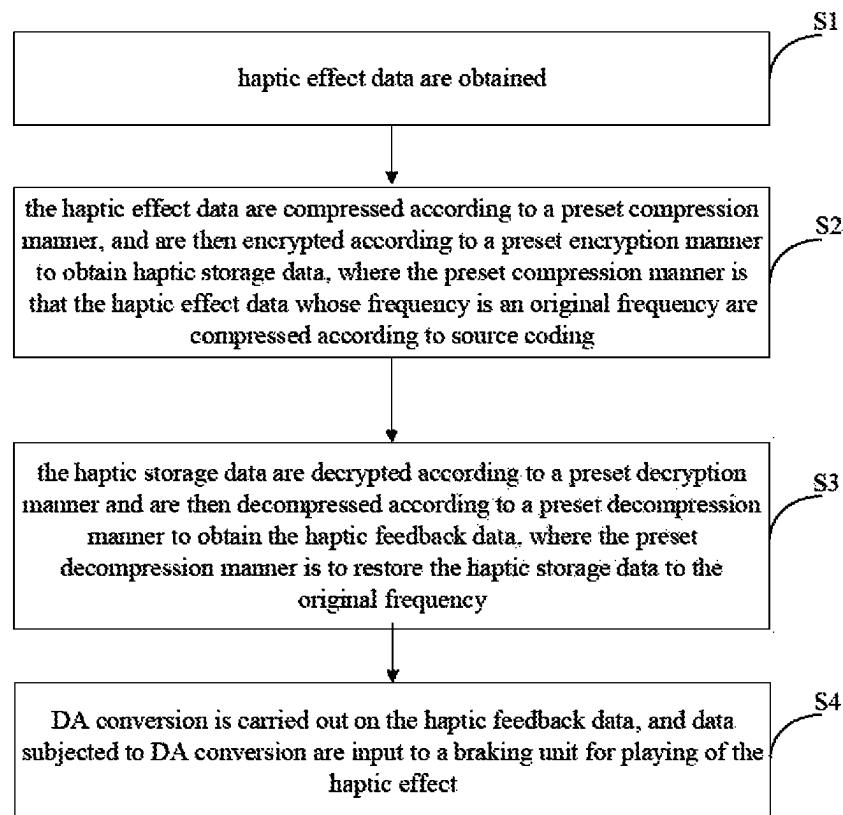 S1
haptic effect data are obtained
the haptic effect data are compressed according to a preset compression
manner, and are then encrypted according to a preset encryption manner
to obtain haptic storage data, where the preset compression manner is
that the haptic effect data whose frequency is an original frequency are
compressed according to source coding
S2
the haptic storage data are decrypted according to a preset decryption
manner and are then decompressed according to a preset decompression
manner to obtain the haptic feedback data, where the preset
decompression manner is to restore the haptic storage data to the
original frequency
S3
DA conversion is carried out on the haptic feedback data, and data
subjected to DA conversion are input to a braking unit for playing of the
haptic effect
S4